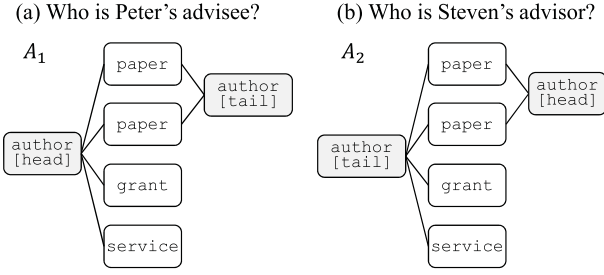 (a) Who is Peter’s advisee?
A1
paper
author
[tail]
paper
author
[head]
grant
service
(b) Who is Steven’s advisor?
A2
paper
author
[head]
paper
author
[tail]
grant
service